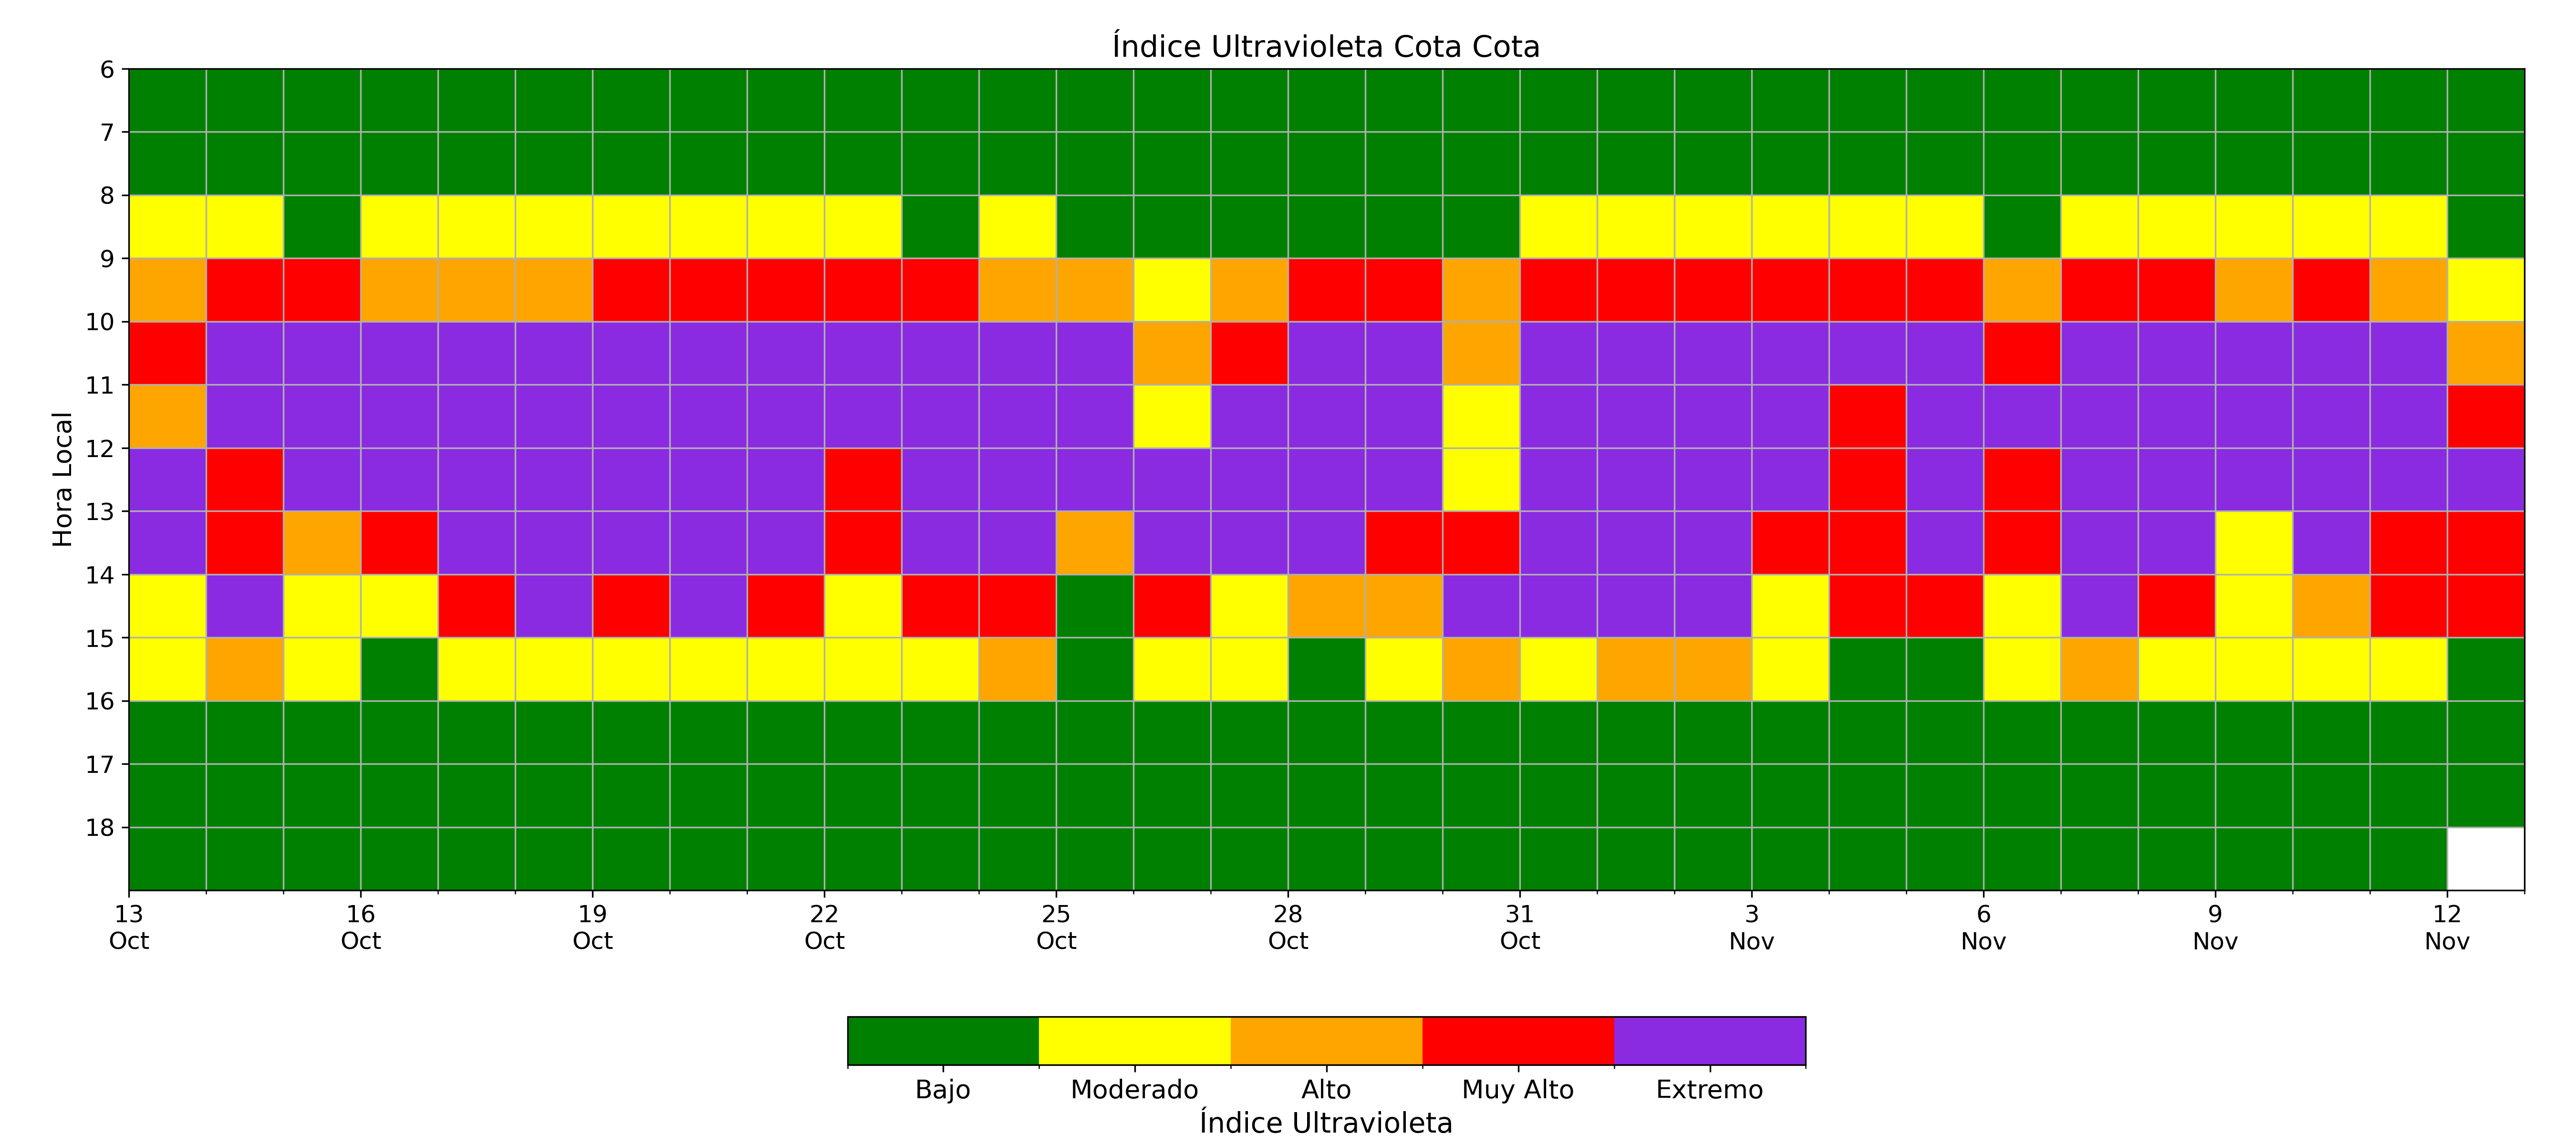 Índice Ultravioleta Cota Cota
Hora Local
6
7
8
9
10
11
12
13
14
15
16
17
18
13 16 19 22 25 28 31 3 6 9 12
Oct Oct Oct Oct Oct Oct Oct Nov Nov Nov Nov
Bajo Moderado Alto Muy Alto Extremo
Índice Ultravioleta